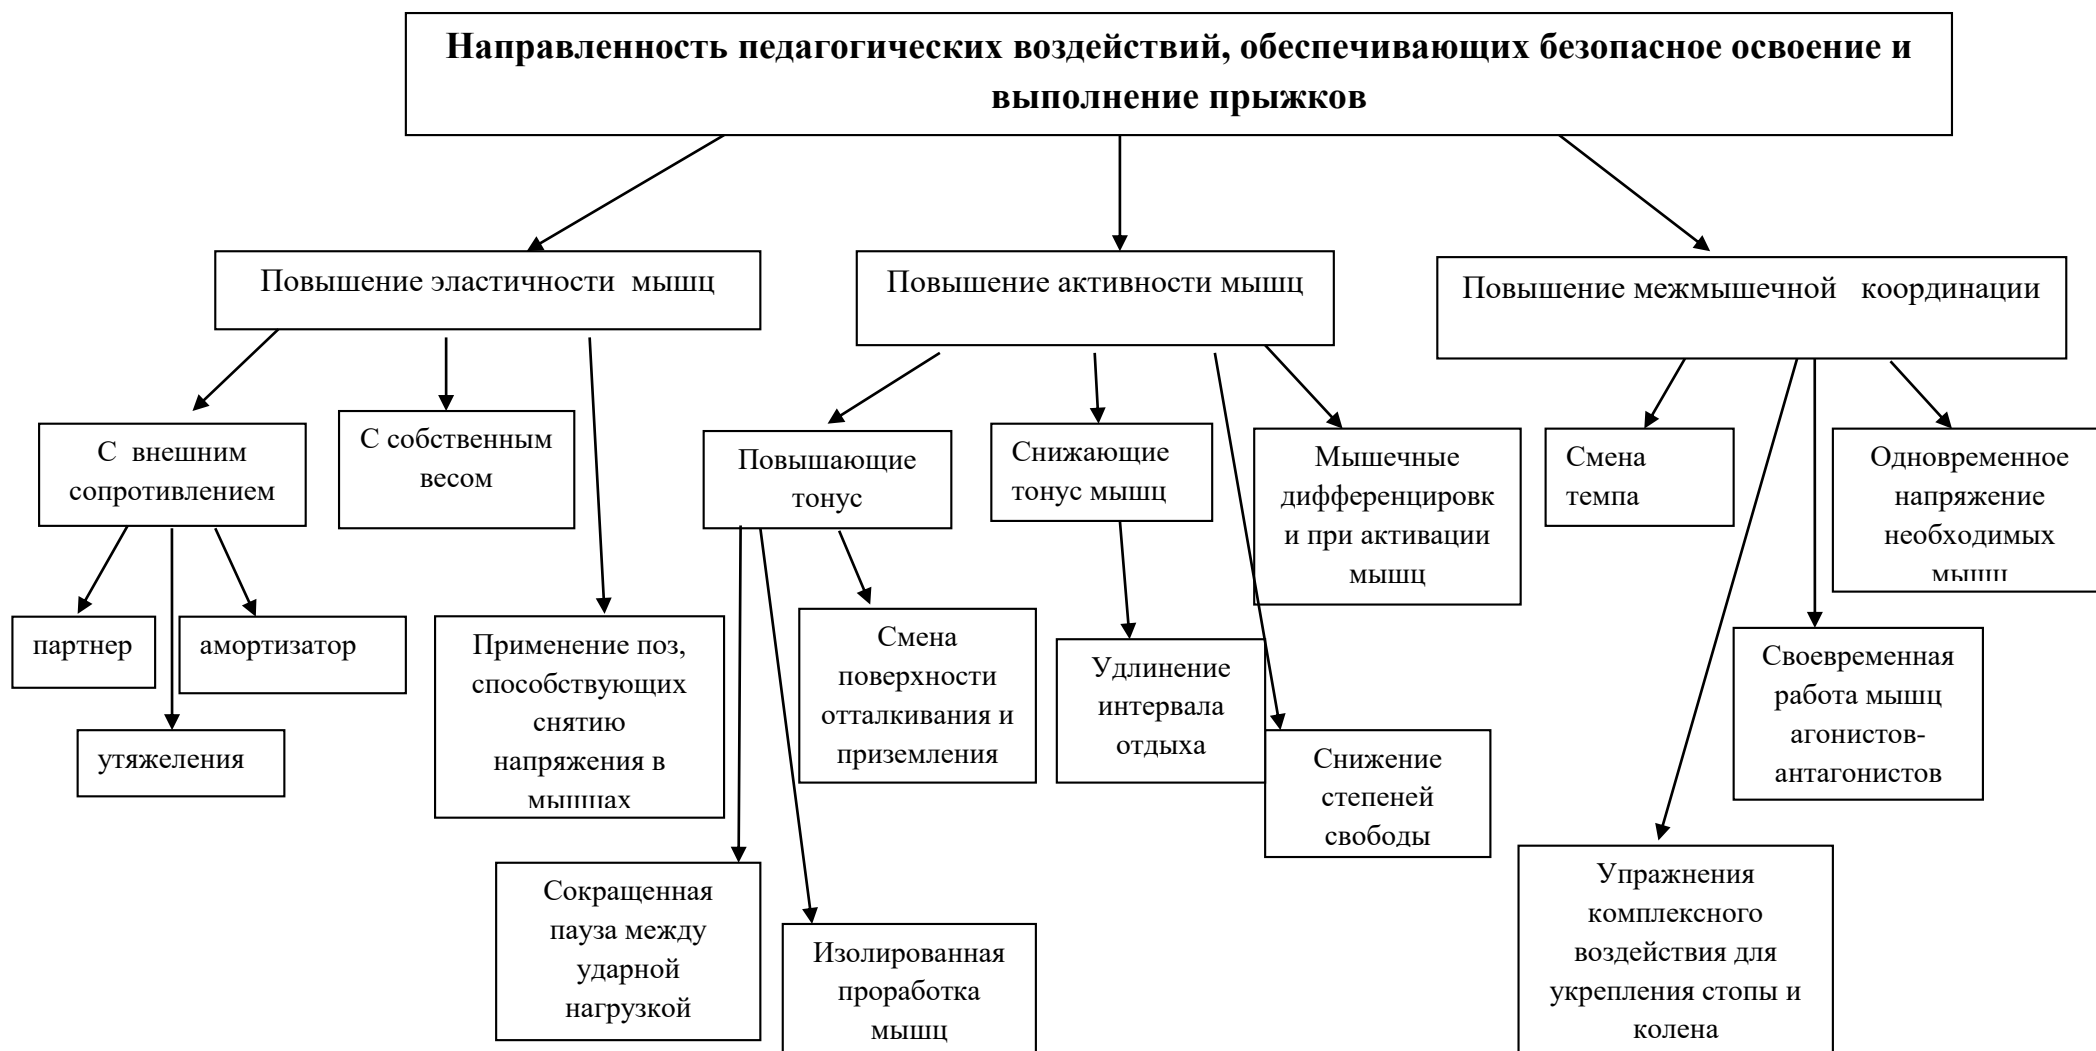 Направленность педагогических воздействий, обеспечивающих безопасное освоение и
выполнение прыжков
Повышение эластичности мышц
Повышение активности мышц
Повышение межмышечной координации
С внешним
сопротивлением
С собственным
весом
Повышающие
тонус
Снижающие
тонус мышц
Мышечные
дифференцировк
и при активации
мышц
Смена
темпа
Одновременное
напряжение
необходимых
мышц
партнер
амортизатор
утяжеления
Применение поз,
способствующих
снятию
напряжения в
мышцах
Смена
поверхности
отталкивания и
приземления
Удлинение
интервала
отдыха
Снижение
степеней
свободы
Своевременная
работа мышц
агонистов-
антагонистов
Сокращенная
пауза между
ударной
нагрузкой
Изолированная
проработка
мышц
Упражнения
комплексного
воздействия для
укрепления стопы и
колена